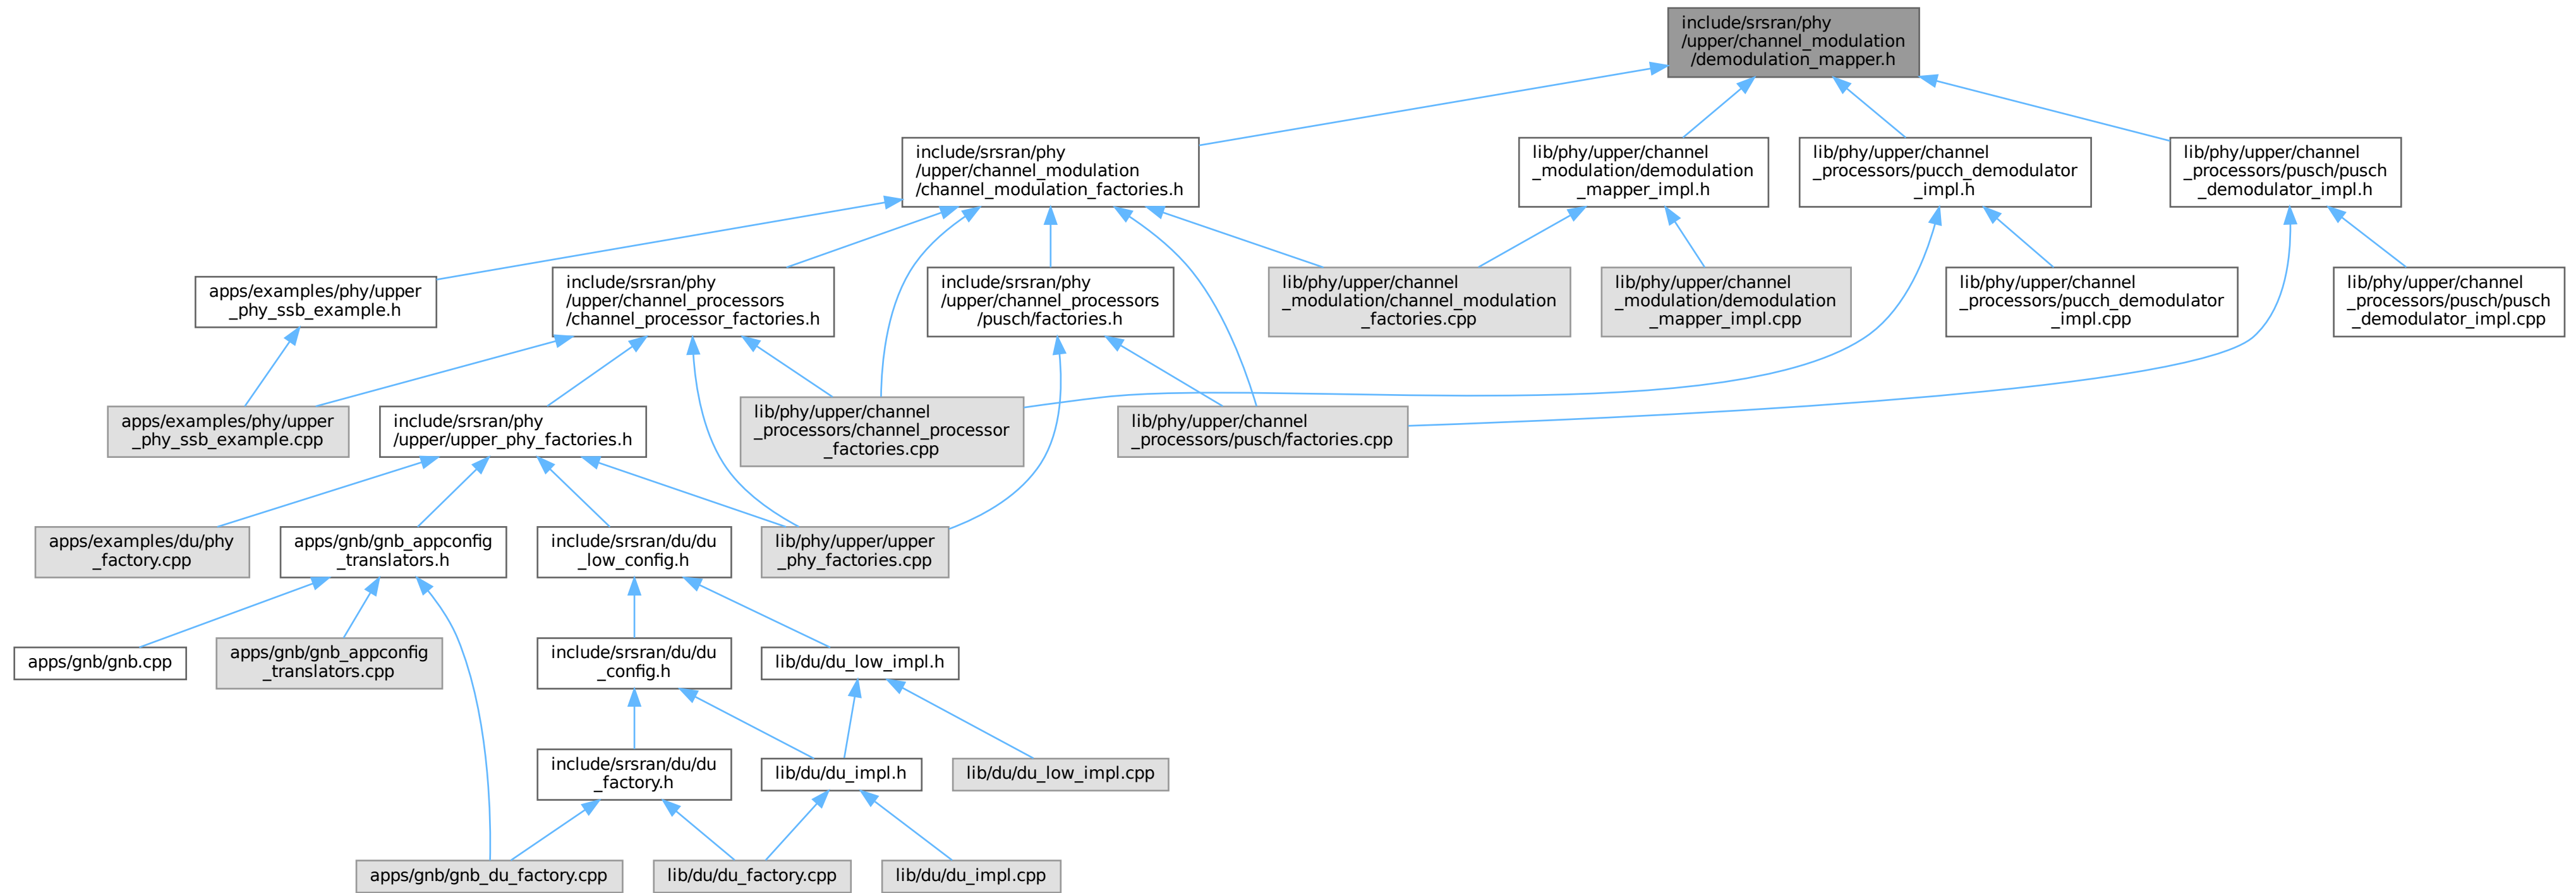 include/srsran/phy
/upper/channel_modulation
/demodulation_mapper.h
include/srsran/phy
/upper/channel_modulation
/channel_modulation_factories.h
lib/phy/upper/channel
_modulation/demodulation
_mapper_impl.h
lib/phy/upper/channel
_processors/pucch_demodulator
_impl.h
lib/phy/upper/channel
_processors/pusch/pusch
_demodulator_impl.h
apps/examples/phy/upper
_phy_ssb_example.h
include/srsran/phy
/upper/channel_processors
/channel_processor_factories.h
include/srsran/phy
/upper/channel_processors
/pusch/factories.h
lib/phy/upper/channel
_modulation/channel_modulation
_factories.cpp
lib/phy/upper/channel
_modulation/demodulation
_mapper_impl.cpp
lib/phy/upper/channel
_processors/pucch_demodulator
_impl.cpp
lib/phy/upper/channel
_processors/pusch/pusch
_demodulator_impl.cpp
apps/examples/phy/upper
_phy_ssb_example.cpp
include/srsran/phy
/upper/upper_phy_factories.h
lib/phy/upper/channel
_processors/channel_processor
_factories.cpp
lib/phy/upper/channel
_processors/pusch/factories.cpp
apps/examples/du/phy
_factory.cpp
apps/gnb/gnb_appconfig
_translators.h
include/srsran/du/du
_low_config.h
lib/phy/upper/upper
_phy_factories.cpp
apps/gnb/gnb.cpp
apps/gnb/gnb_appconfig
_translators.cpp
include/srsran/du/du
_config.h
lib/du/du_low_impl.h
include/srsran/du/du
_factory.h
lib/du/du_impl.h
lib/du/du_low_impl.cpp
apps/gnb/gnb_du_factory.cpp
lib/du/du_factory.cpp
lib/du/du_impl.cpp